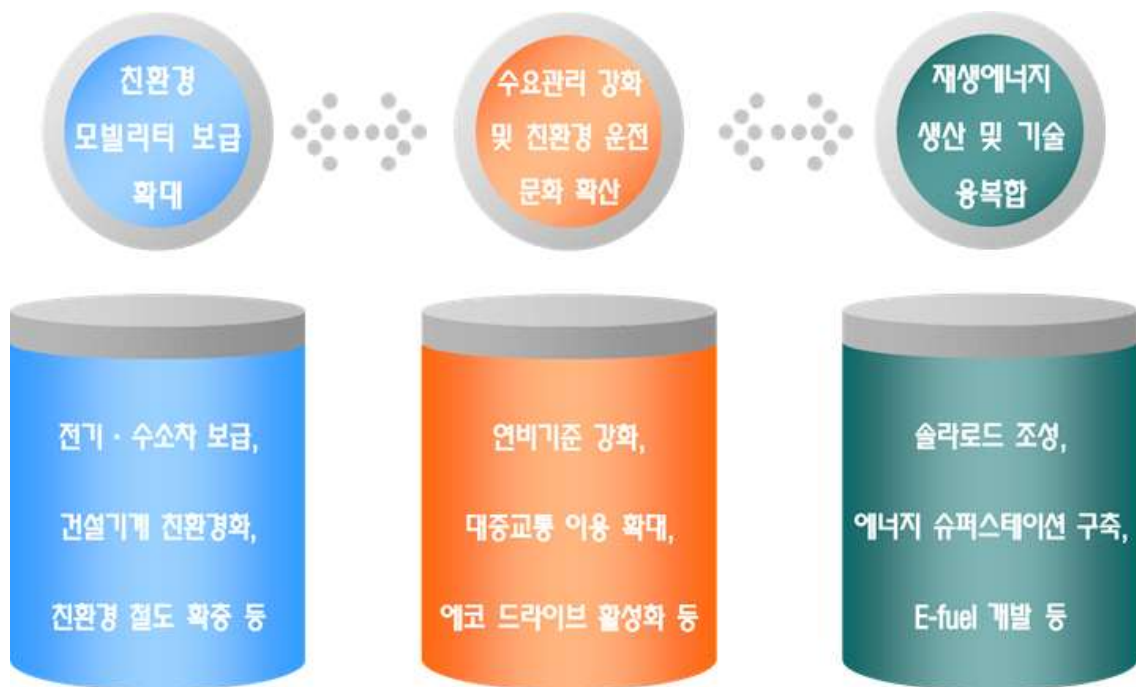 친환경
모빌리티 보급
확대
수요관리 강화
및 친환경 운전
문화 확산
재생에너지
생산 및 기술
융복합
전기 · 수소차 보급,
건설기계 친환경화,
친환경 철도 확충 등
연비기준 강화,
대중교통 이용 확대,
에코 드라이브 활성화 등
솔라로드 조성,
에너지 슈퍼스테이션 구축,
E-fuel 개발 등